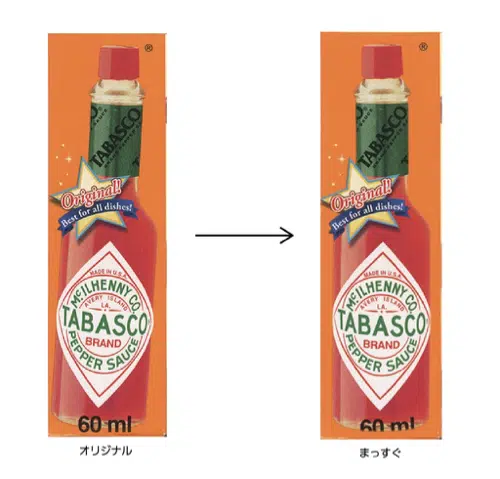 ®
TABASCO
Original!
Best for all dishes!
MADE IN U.S.A.
McILHENNY CO.
AVERY ISLAND
LA.
TABASCO
BRAND
PEPPER SAUCE
60 ml
オリジナル
®
TABASCO
Original!
Best for all dishes!
MADE IN U.S.A.
McILHENNY CO.
AVERY ISLAND
LA.
TABASCO
BRAND
PEPPER SAUCE
60 ml
まっすぐ